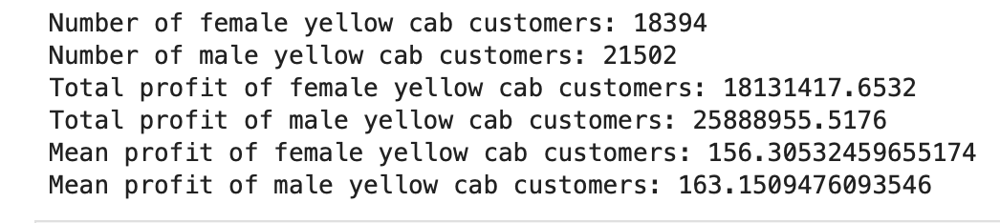 Number of female yellow cab customers: 18394
Number of male yellow cab customers: 21502
Total profit of female yellow cab customers: 18131417.6532
Total profit of male yellow cab customers: 25888955.5176
Mean profit of female yellow cab customers: 156.30532459655174
Mean profit of male yellow cab customers: 163.1509476093546